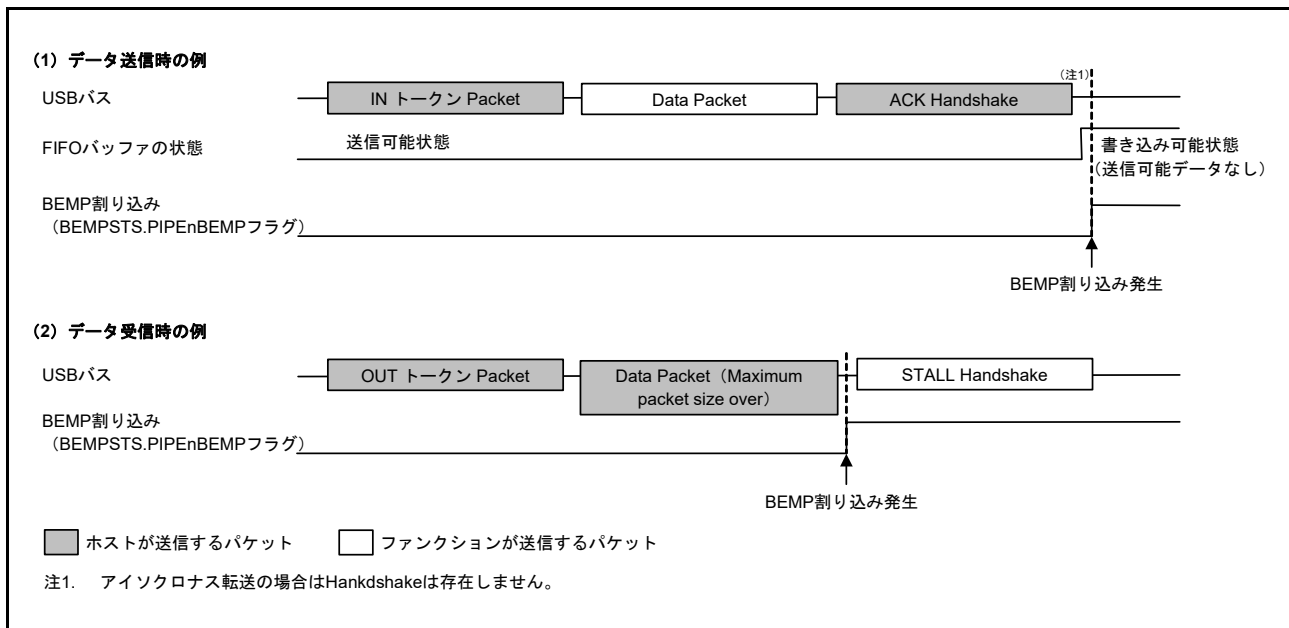 （1）データ送信時の例
（注1）
USBバス
IN トークン Packet
Data Packet
ACK Handshake
FIFOバッファの状態
送信可能状態
書き込み可能状態
（送信可能データなし）
BEMP割り込み
（BEMPSTS.PIPEnBEMPフラグ）
BEMP割り込み発生
（2）データ受信時の例
USBバス
OUT トークン Packet
Data Packet（Maximum
packet size over）
STALL Handshake
BEMP割り込み
（BEMPSTS.PIPEnBEMPフラグ）
BEMP割り込み発生
ホストが送信するパケット
ファンクションが送信するパケット
注1. アイソクロナス転送の場合はHankdshakeは存在しません。